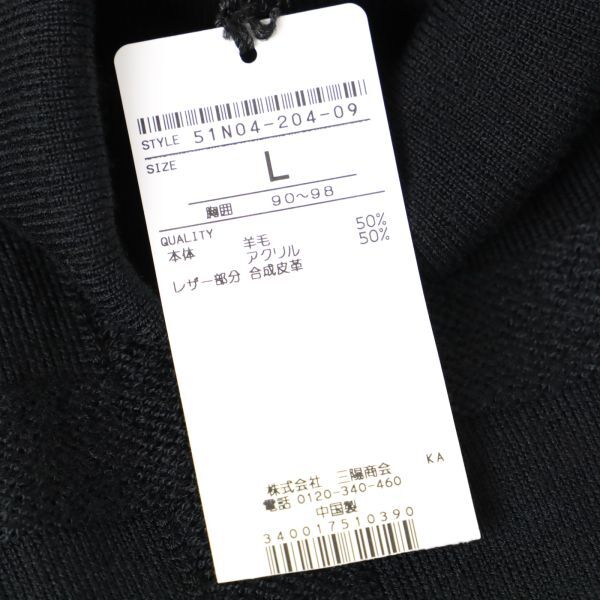 STYLE 51N04-204-09
SIZE L
胸囲 90～98
QUALITY
本体 羊毛 50%
アクリル 50%
レザー部分 合成皮革
KA
株式会社 三陽商会
電話 0120-340-460
中国製
340017510390